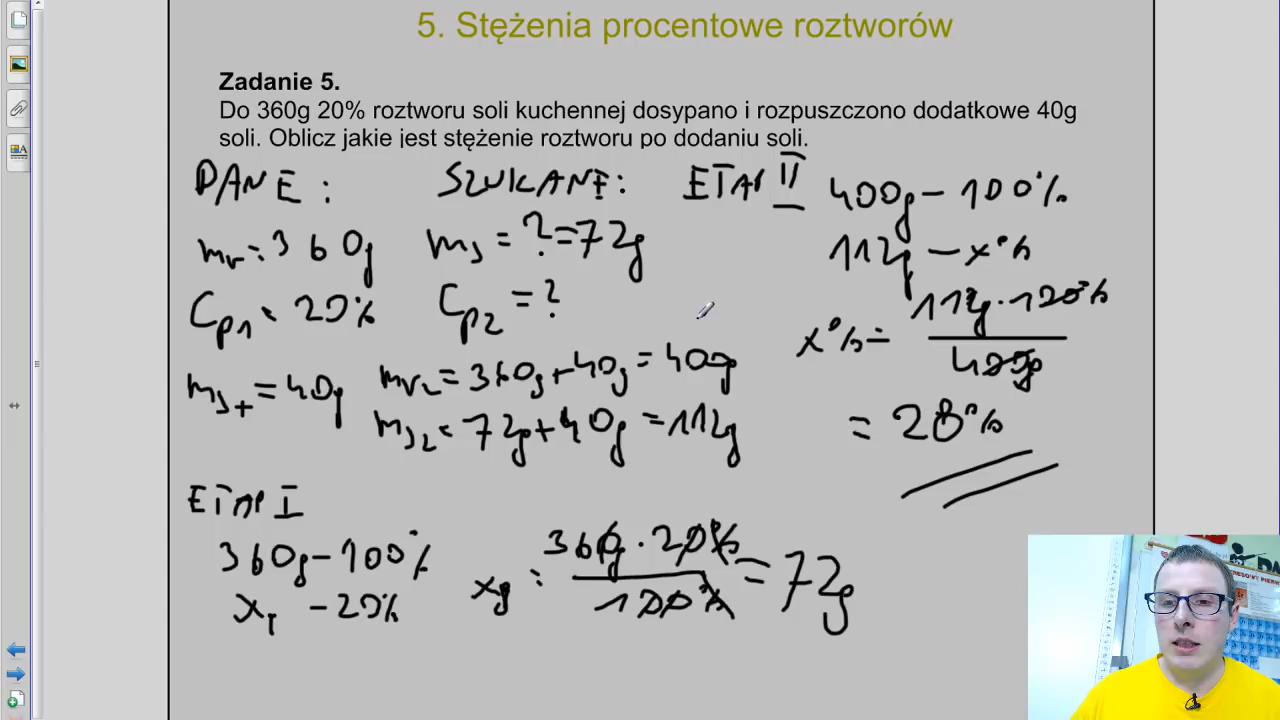 5. Stężenia procentowe roztworów
Zadanie 5.
Do 360g 20% roztworu soli kuchennej dosypano i rozpuszczono dodatkowe 40g
soli. Oblicz jakie jest stężenie roztworu po dodaniu soli.
DANE:
mr = 360g
Cp1 = 20%
ms+ = 40g
SZUKANE:
ms = ? = 72g
Cp2 = ?
mr2 = 360g + 40g = 400g
ms2 = 72g + 40g = 112g
ETAP I
360g - 100%
xg - 20%
xg = 360g · 20% / 100% = 72g
ETAP II
400g - 100%
112g - x%
x% = 112g · 100% / 400g
= 28%